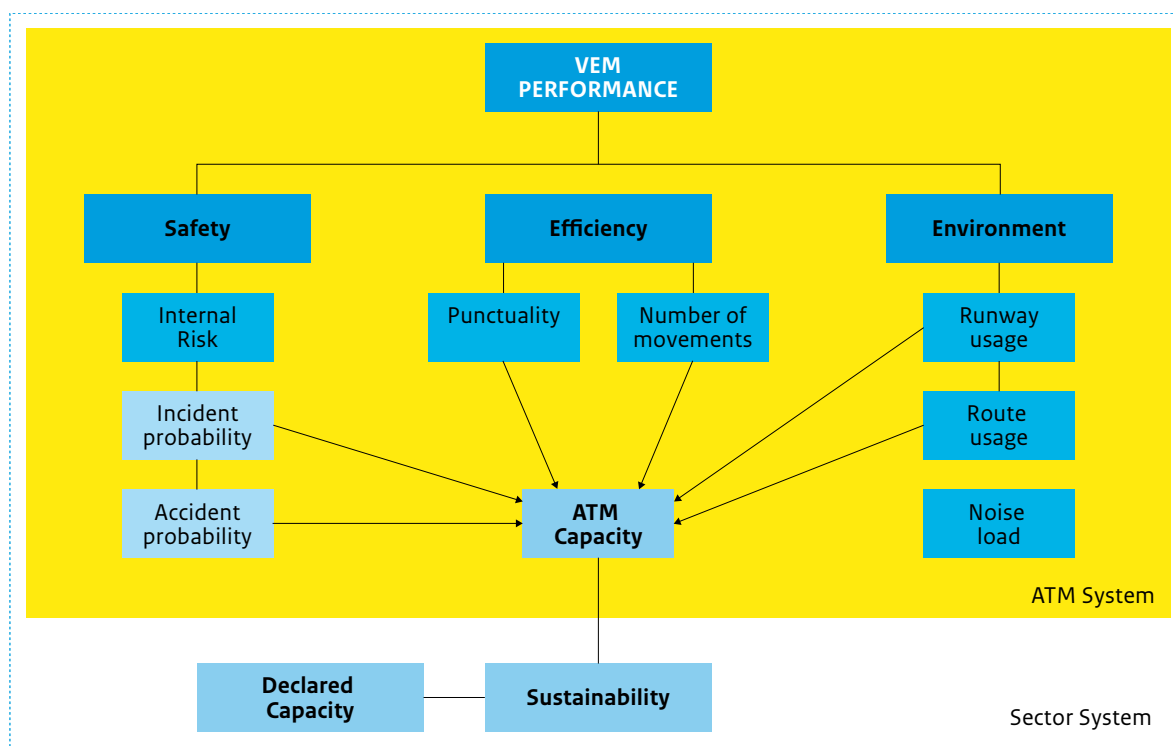 VEM
PERFORMANCE
Safety
Efficiency
Environment
Internal
Risk
Punctuality
Number of
movements
Runway
usage
Incident
probability
Route
usage
Accident
probability
ATM
Capacity
Noise
load
ATM System
Declared
Capacity
Sustainability
Sector System